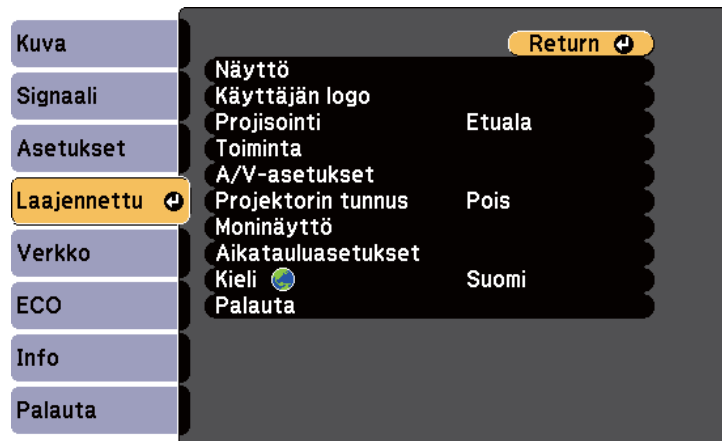 Kuva
Signaali
Asetukset
Laajennettu
Verkko
ECO
Info
Palauta
Return
Näyttö
Käyttäjän logo
Projisointi Etuala
Toiminta
A/V-asetukset
Projektorin tunnus Pois
Moninäyttö
Aikatauluasetukset
Kieli Suomi
Palauta